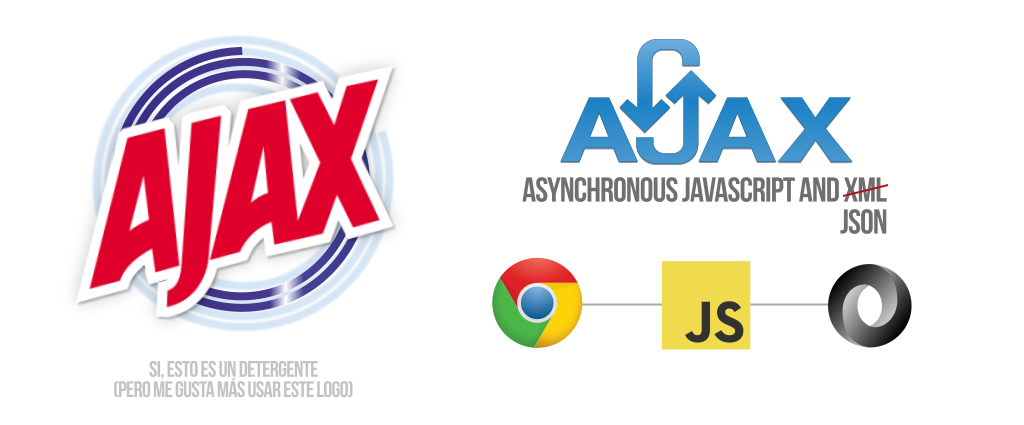 AJAX
SI, ESTO ES UN DETERGENTE
(PERO ME GUSTA MÁS USAR ESTE LOGO)
AJAX
ASYNCHRONOUS JAVASCRIPT AND XML
JSON
JS